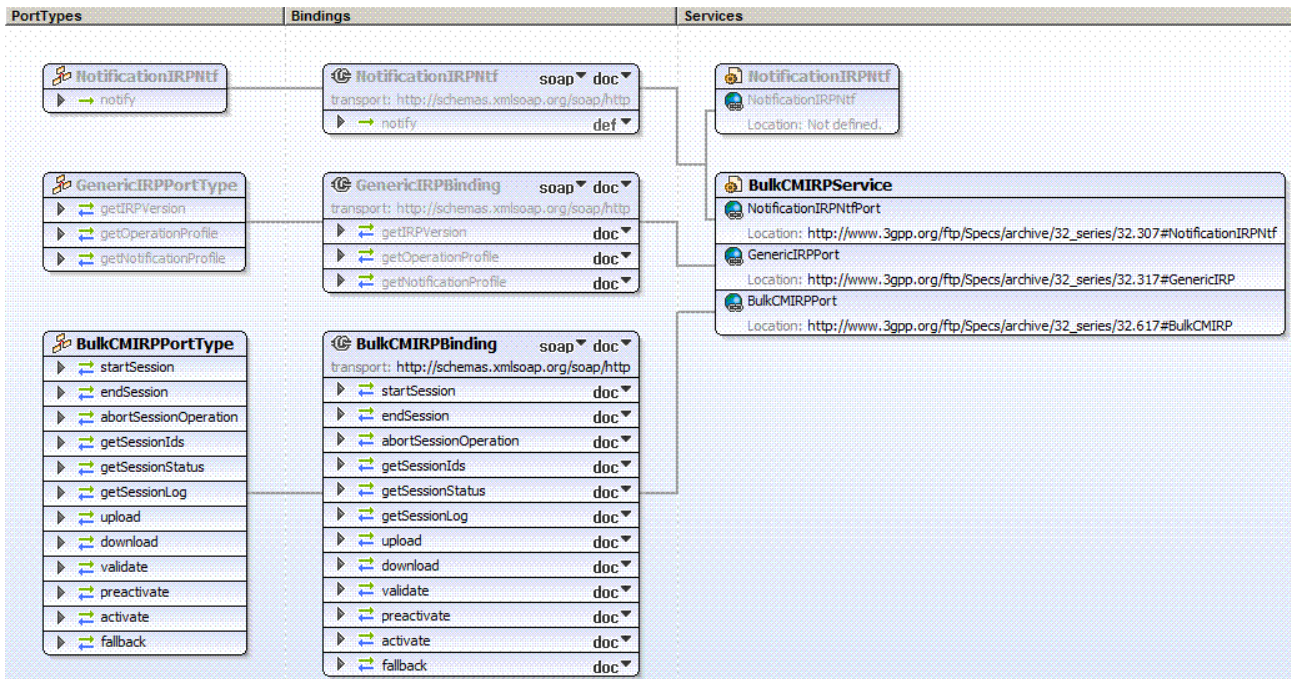 PortTypes
Bindings
Services
NotificationIRPNtf
notify
NotificationIRPNtf soap doc
transport: http://schemas.xmlsoap.org/soap/http
notify def
NotificationIRPNtf
NotificationIRPNtf
Location: Not defined.
GenericIRPPortType
getIRPVersion
getOperationProfile
getNotificationProfile
GenericIRPBinding soap doc
transport: http://schemas.xmlsoap.org/soap/http
getIRPVersion doc
getOperationProfile doc
getNotificationProfile doc
BulkCMIRPService
NotificationIRPNtfPort
Location: http://www.3gpp.org/ftp/Specs/archive/32_series/32.307#NotificationIRPNtf
GenericIRPPort
Location: http://www.3gpp.org/ftp/Specs/archive/32_series/32.317#GenericIRP
BulkCMIRPPort
Location: http://www.3gpp.org/ftp/Specs/archive/32_series/32.617#BulkCMIRP
BulkCMIRPPortType
startSession
endSession
abortSessionOperation
getSessionIds
getSessionStatus
getSessionLog
upload
download
validate
preactivate
activate
fallback
BulkCMIRPBinding soap doc
transport: http://schemas.xmlsoap.org/soap/http
startSession doc
endSession doc
abortSessionOperation doc
getSessionIds doc
getSessionStatus doc
getSessionLog doc
upload doc
download doc
validate doc
preactivate doc
activate doc
fallback doc